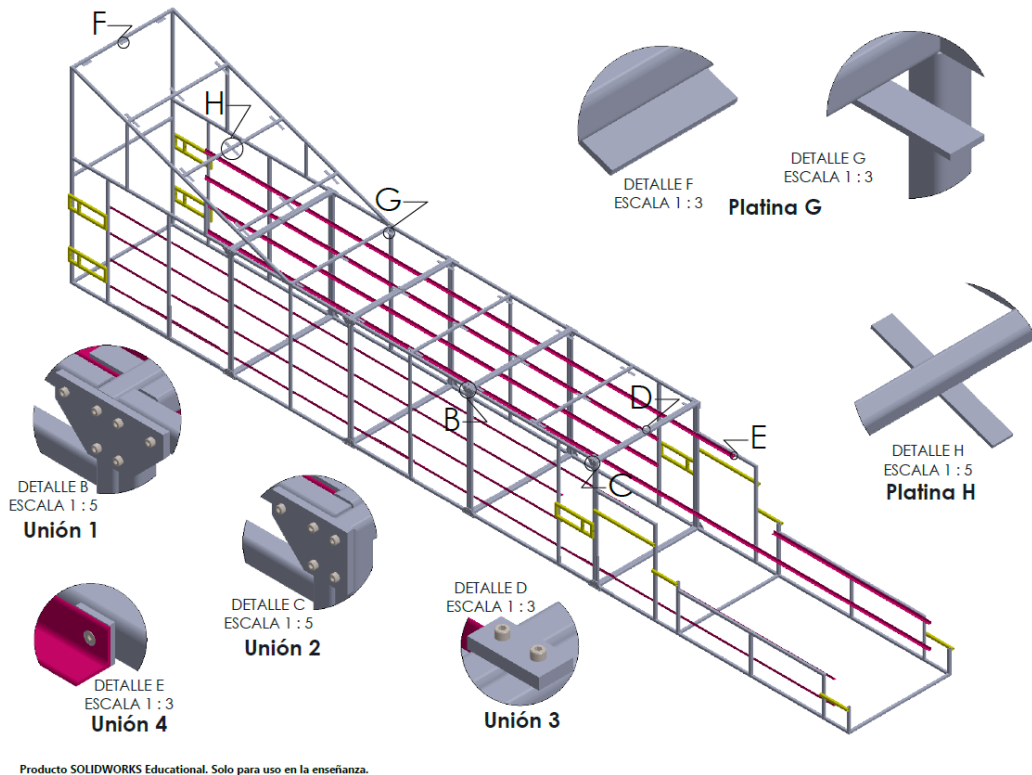 F
H
G
B
D
E
C
DETALLE F
ESCALA 1 : 3
Platina G
DETALLE G
ESCALA 1 : 3
DETALLE H
ESCALA 1 : 5
Platina H
DETALLE B
ESCALA 1 : 5
Unión 1
DETALLE C
ESCALA 1 : 5
Unión 2
DETALLE D
ESCALA 1 : 3
Unión 3
DETALLE E
ESCALA 1 : 3
Unión 4
Producto SOLIDWORKS Educational. Solo para uso en la enseñanza.